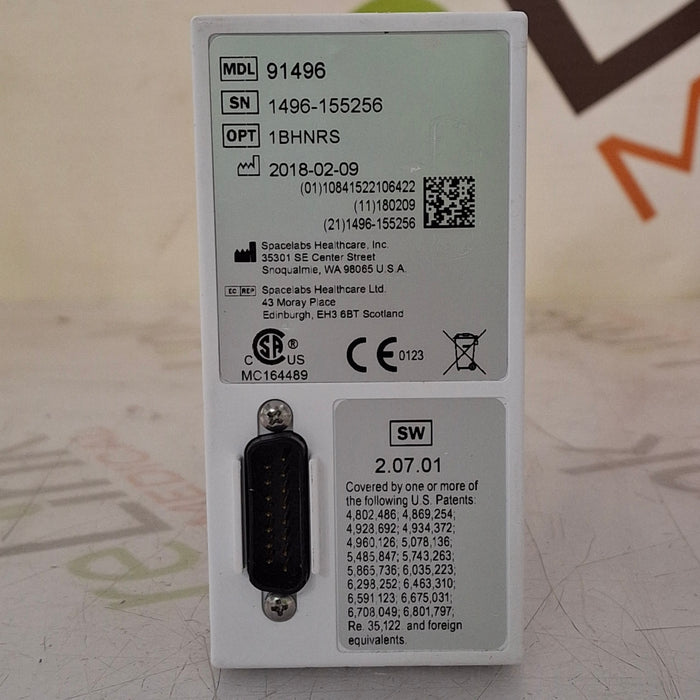 MDL 91496
SN 1496-155256
OPT 1BHNRS
2018-02-09
(01)10841522106422
(11)180209
(21)1496-155256
Spacelabs Healthcare, Inc.
35301 SE Center Street
Snoqualmie, WA 98065 U.S.A.
EC REP Spacelabs Healthcare Ltd.
43 Moray Place
Edinburgh, EH3 6BT Scotland
C SA ® US
MC164489
CE 0123
SW
2.07.01
Covered by one or more of
the following U.S. Patents:
4,802,486; 4,869,254;
4,928,692; 4,934,372;
4,960,126; 5,078,136;
5,485,847; 5,743,263;
5,865,736; 6,035,223;
6,298,252; 6,463,310;
6,591,123; 6,675,031;
6,708,049; 6,801,797;
Re. 35,122 and foreign
equivalents.